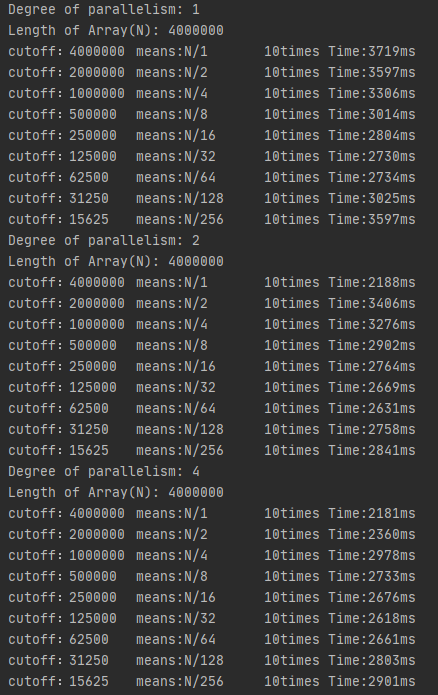 Degree of parallelism: 1
Length of Array(N): 4000000
cutoff：4000000 means:N/1 10times Time:3719ms
cutoff：2000000 means:N/2 10times Time:3597ms
cutoff：1000000 means:N/4 10times Time:3306ms
cutoff：500000 means:N/8 10times Time:3014ms
cutoff：250000 means:N/16 10times Time:2804ms
cutoff：125000 means:N/32 10times Time:2730ms
cutoff：62500 means:N/64 10times Time:2734ms
cutoff：31250 means:N/128 10times Time:3025ms
cutoff：15625 means:N/256 10times Time:3597ms
Degree of parallelism: 2
Length of Array(N): 4000000
cutoff：4000000 means:N/1 10times Time:2188ms
cutoff：2000000 means:N/2 10times Time:3406ms
cutoff：1000000 means:N/4 10times Time:3276ms
cutoff：500000 means:N/8 10times Time:2902ms
cutoff：250000 means:N/16 10times Time:2764ms
cutoff：125000 means:N/32 10times Time:2669ms
cutoff：62500 means:N/64 10times Time:2631ms
cutoff：31250 means:N/128 10times Time:2758ms
cutoff：15625 means:N/256 10times Time:2841ms
Degree of parallelism: 4
Length of Array(N): 4000000
cutoff：4000000 means:N/1 10times Time:2181ms
cutoff：2000000 means:N/2 10times Time:2360ms
cutoff：1000000 means:N/4 10times Time:2978ms
cutoff：500000 means:N/8 10times Time:2733ms
cutoff：250000 means:N/16 10times Time:2676ms
cutoff：125000 means:N/32 10times Time:2618ms
cutoff：62500 means:N/64 10times Time:2661ms
cutoff：31250 means:N/128 10times Time:2803ms
cutoff：15625 means:N/256 10times Time:2901ms